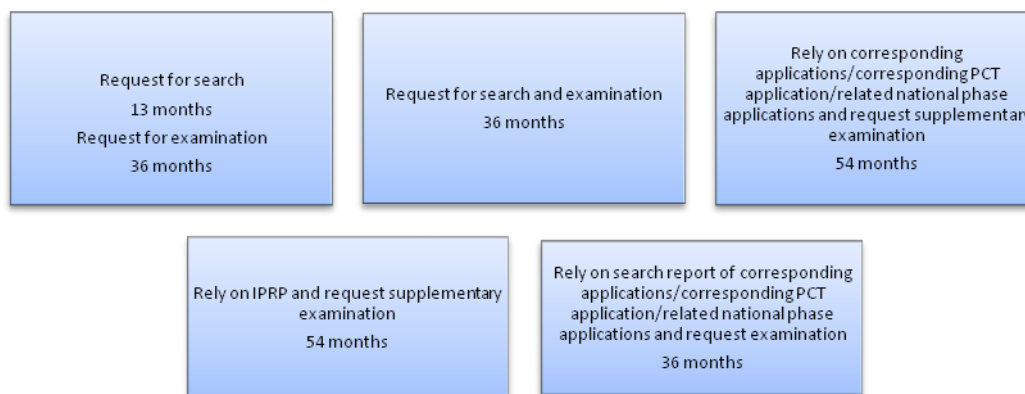 Request for search
13 months
Request for examination
36 months
Request for search and examination
36 months
Rely on corresponding
applications/corresponding PCT
application/related national phase
applications and request supplementary
examination
54 months
Rely on IPRP and request supplementary
examination
54 months
Rely on search report of corresponding
applications/corresponding PCT
application/related national phase
applications and request examination
36 months